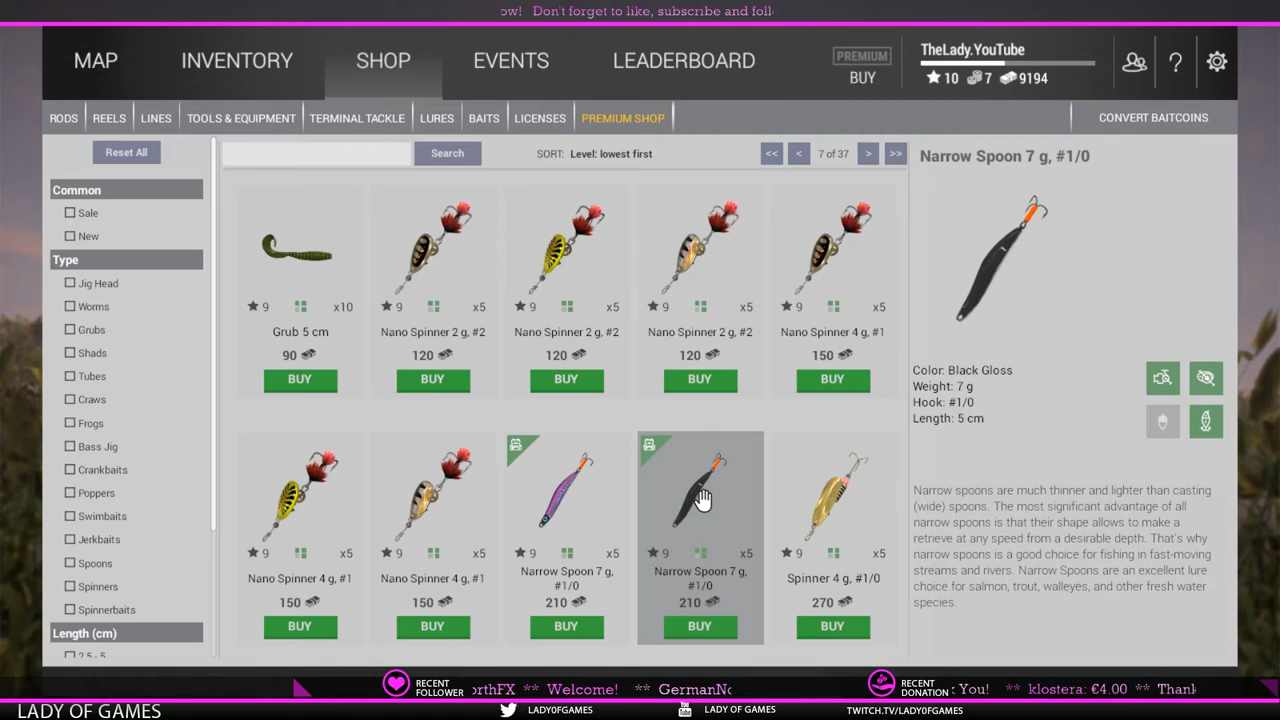 ow! Don't forget to like, subscribe and foll
MAP INVENTORY SHOP EVENTS LEADERBOARD PREMIUM BUY TheLady.YouTube
10 7 9194
RODS REELS LINES TOOLS & EQUIPMENT TERMINAL TACKLE LURES BAITS LICENSES PREMIUM SHOP CONVERT BAITCOINS
Reset All
Common
Sale
New
Type
Jig Head
Worms
Grubs
Shads
Tubes
Craws
Frogs
Bass Jig
Crankbaits
Poppers
Swimbaits
Jerkbaits
Spoons
Spinners
Spinnerbaits
Length (cm)
2.5 - 5
Search SORT: Level: lowest first << < 7 of 37 > >>
9 x10 9 x5 9 x5 9 x5 9 x5
Grub 5 cm Nano Spinner 2 g, #2 Nano Spinner 2 g, #2 Nano Spinner 2 g, #2 Nano Spinner 4 g, #1
90 120 120 120 150
BUY BUY BUY BUY BUY
9 x5 9 x5 9 x5 9 x5 9 x5
Nano Spinner 4 g, #1 Nano Spinner 4 g, #1 Narrow Spoon 7 g, #1/0 Narrow Spoon 7 g, #1/0 Spinner 4 g, #1/0
150 150 210 210 270
BUY BUY BUY BUY BUY
Narrow Spoon 7 g, #1/0
Color: Black Gloss
Weight: 7 g
Hook: #1/0
Length: 5 cm
Narrow spoons are much thinner and lighter than casting
(wide) spoons. The most significant advantage of all
narrow spoons is that their shape allows to make a
retrieve at any speed from a desirable depth. That's why
narrow spoons is a good choice for fishing in fast-moving
streams and rivers. Narrow Spoons are an excellent lure
choice for salmon, trout, walleyes, and other fresh water
species.
RECENT FOLLOWER orthFX ** Welcome! ** GermanNo RECENT DONATION You! ** klostera: €4.00 ** Thank
LADY OF GAMES LADY0FGAMES LADY OF GAMES TWITCH.TV/LADY0FGAMES